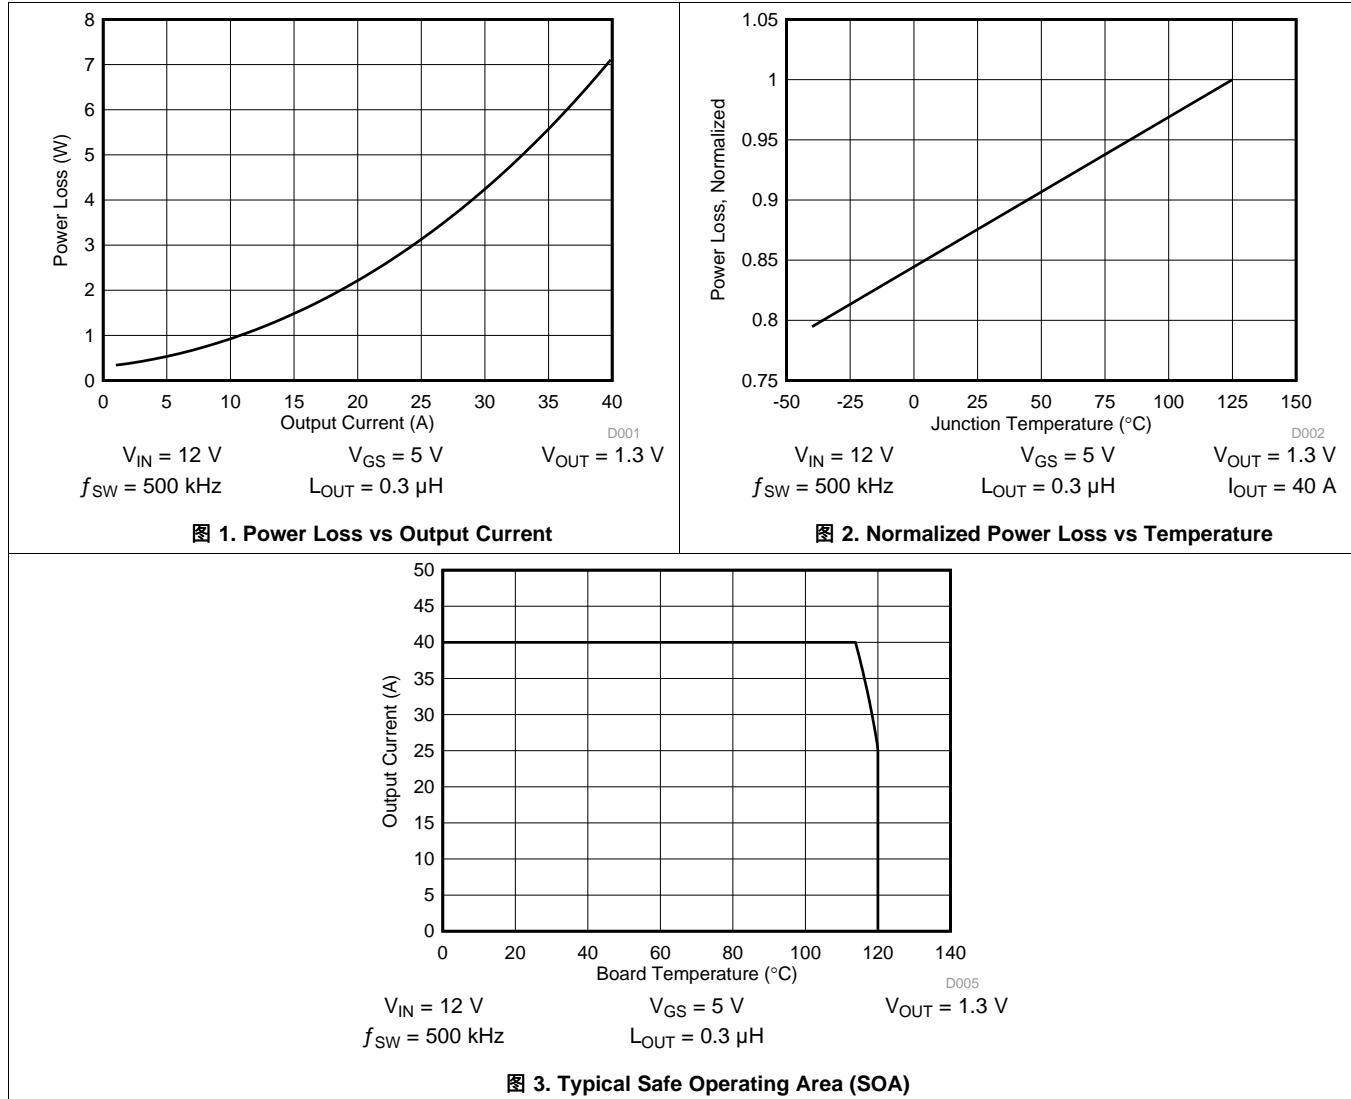 8
7
6
5
4
3
2
1
0
Power Loss (W)
0 5 10 15 20 25 30 35 40
Output Current (A)
D001
V_IN = 12 V V_GS = 5 V V_OUT = 1.3 V
ƒ_SW = 500 kHz L_OUT = 0.3 µH
图 1. Power Loss vs Output Current
1.05
1
0.95
0.9
0.85
0.8
0.75
Power Loss, Normalized
-50 -25 0 25 50 75 100 125 150
Junction Temperature (°C)
D002
V_IN = 12 V V_GS = 5 V V_OUT = 1.3 V
ƒ_SW = 500 kHz L_OUT = 0.3 µH I_OUT = 40 A
图 2. Normalized Power Loss vs Temperature
50
45
40
35
30
25
20
15
10
5
0
Output Current (A)
0 20 40 60 80 100 120 140
Board Temperature (°C)
D005
V_IN = 12 V V_GS = 5 V V_OUT = 1.3 V
ƒ_SW = 500 kHz L_OUT = 0.3 µH
图 3. Typical Safe Operating Area (SOA)